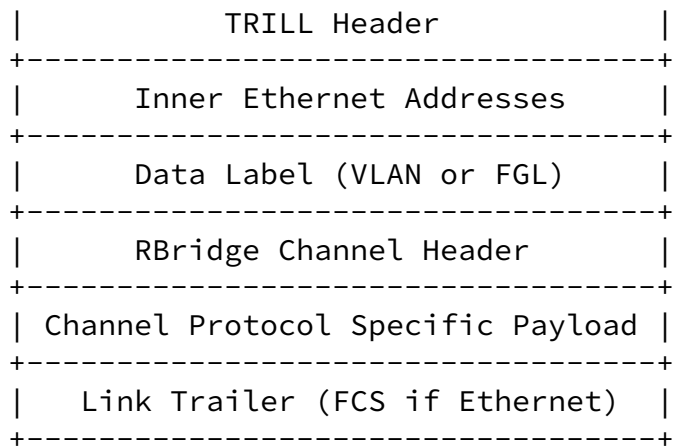 |           TRILL Header            |
+-----------------------------------+
|      Inner Ethernet Addresses     |
+-----------------------------------+
|      Data Label (VLAN or FGL)     |
+-----------------------------------+
|      RBridge Channel Header       |
+-----------------------------------+
| Channel Protocol Specific Payload |
+-----------------------------------+
|   Link Trailer (FCS if Ethernet)  |
+-----------------------------------+